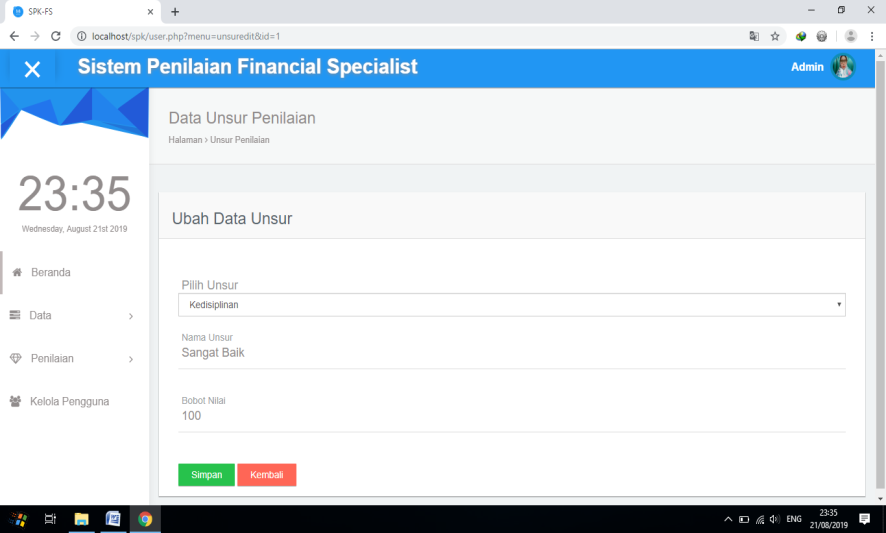 SPK-FS
localhost/spk/user.php?menu=unsuredit&id=1
Sistem Penilaian Financial Specialist
Admin
Data Unsur Penilaian
Halaman > Unsur Penilaian
23:35
Wednesday, August 21st 2019
Beranda
Data
Penilaian
Kelola Pengguna
Ubah Data Unsur
Pilih Unsur
Kedisiplinan
Nama Unsur
Sangat Baik
Bobot Nilai
100
Simpan
Kembali
ENG
23:35
21/08/2019